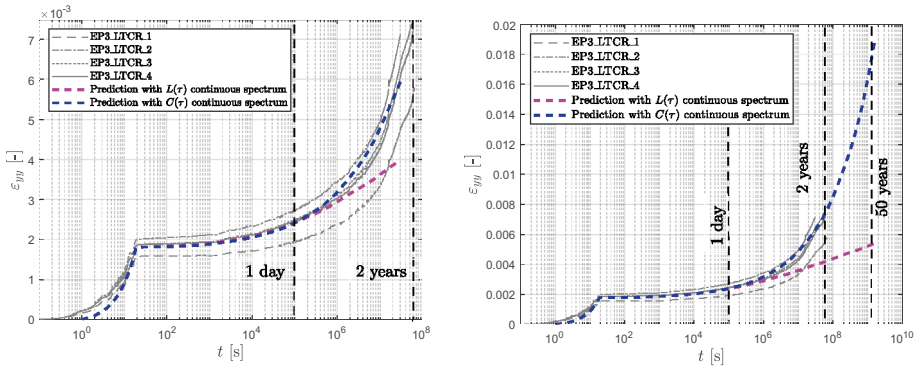 ×10⁻³
7
6
5
4
3
2
1
0
ε_yy [-]
EP3_LTCR_1
EP3_LTCR_2
EP3_LTCR_3
EP3_LTCR_4
Prediction with L(τ) continuous spectrum
Prediction with C(τ) continuous spectrum
1 day
2 years
10⁰ 10² 10⁴ 10⁶ 10⁸
t [s]
0.02
0.018
0.016
0.014
0.012
0.01
0.008
0.006
0.004
0.002
0
ε_yy [-]
EP3_LTCR_1
EP3_LTCR_2
EP3_LTCR_3
EP3_LTCR_4
Prediction with L(τ) continuous spectrum
Prediction with C(τ) continuous spectrum
1 day
2 years
50 years
10⁰ 10² 10⁴ 10⁶ 10⁸ 10¹⁰
t [s]